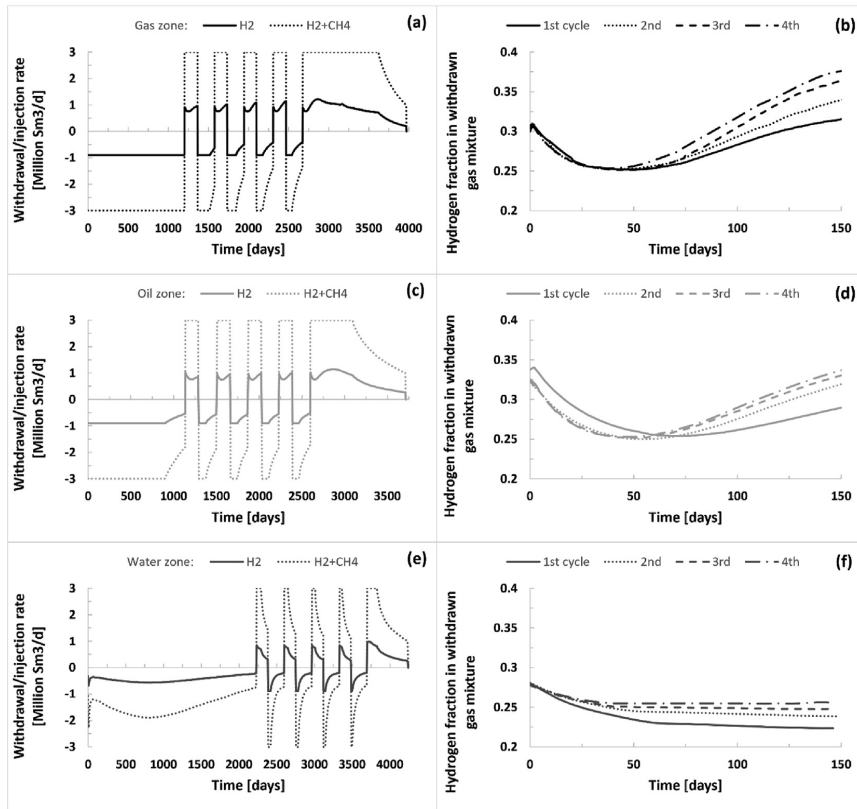 Gas zone: H2 H2+CH4 (a)
Withdrawal/injection rate
[Million Sm3/d]
3
2
1
0
-1
-2
-3
0 500 1000 1500 2000 2500 3000 3500 4000
Time [days]
1st cycle 2nd 3rd 4th (b)
Hydrogen fraction in withdrawn
gas mixture
0.4
0.35
0.3
0.25
0.2
0 50 100 150
Time [days]
Oil zone: H2 H2+CH4 (c)
Withdrawal/injection rate
[Million Sm3/d]
3
2
1
0
-1
-2
-3
0 500 1000 1500 2000 2500 3000 3500
Time [days]
1st cycle 2nd 3rd 4th (d)
Hydrogen fraction in withdrawn
gas mixture
0.4
0.35
0.3
0.25
0.2
0 50 100 150
Time [days]
Water zone: H2 H2+CH4 (e)
Withdrawal/injection rate
[Million Sm3/d]
3
2
1
0
-1
-2
-3
0 500 1000 1500 2000 2500 3000 3500 4000
Time [days]
1st cycle 2nd 3rd 4th (f)
Hydrogen fraction in withdrawn
gas mixture
0.4
0.35
0.3
0.25
0.2
0 50 100 150
Time [days]